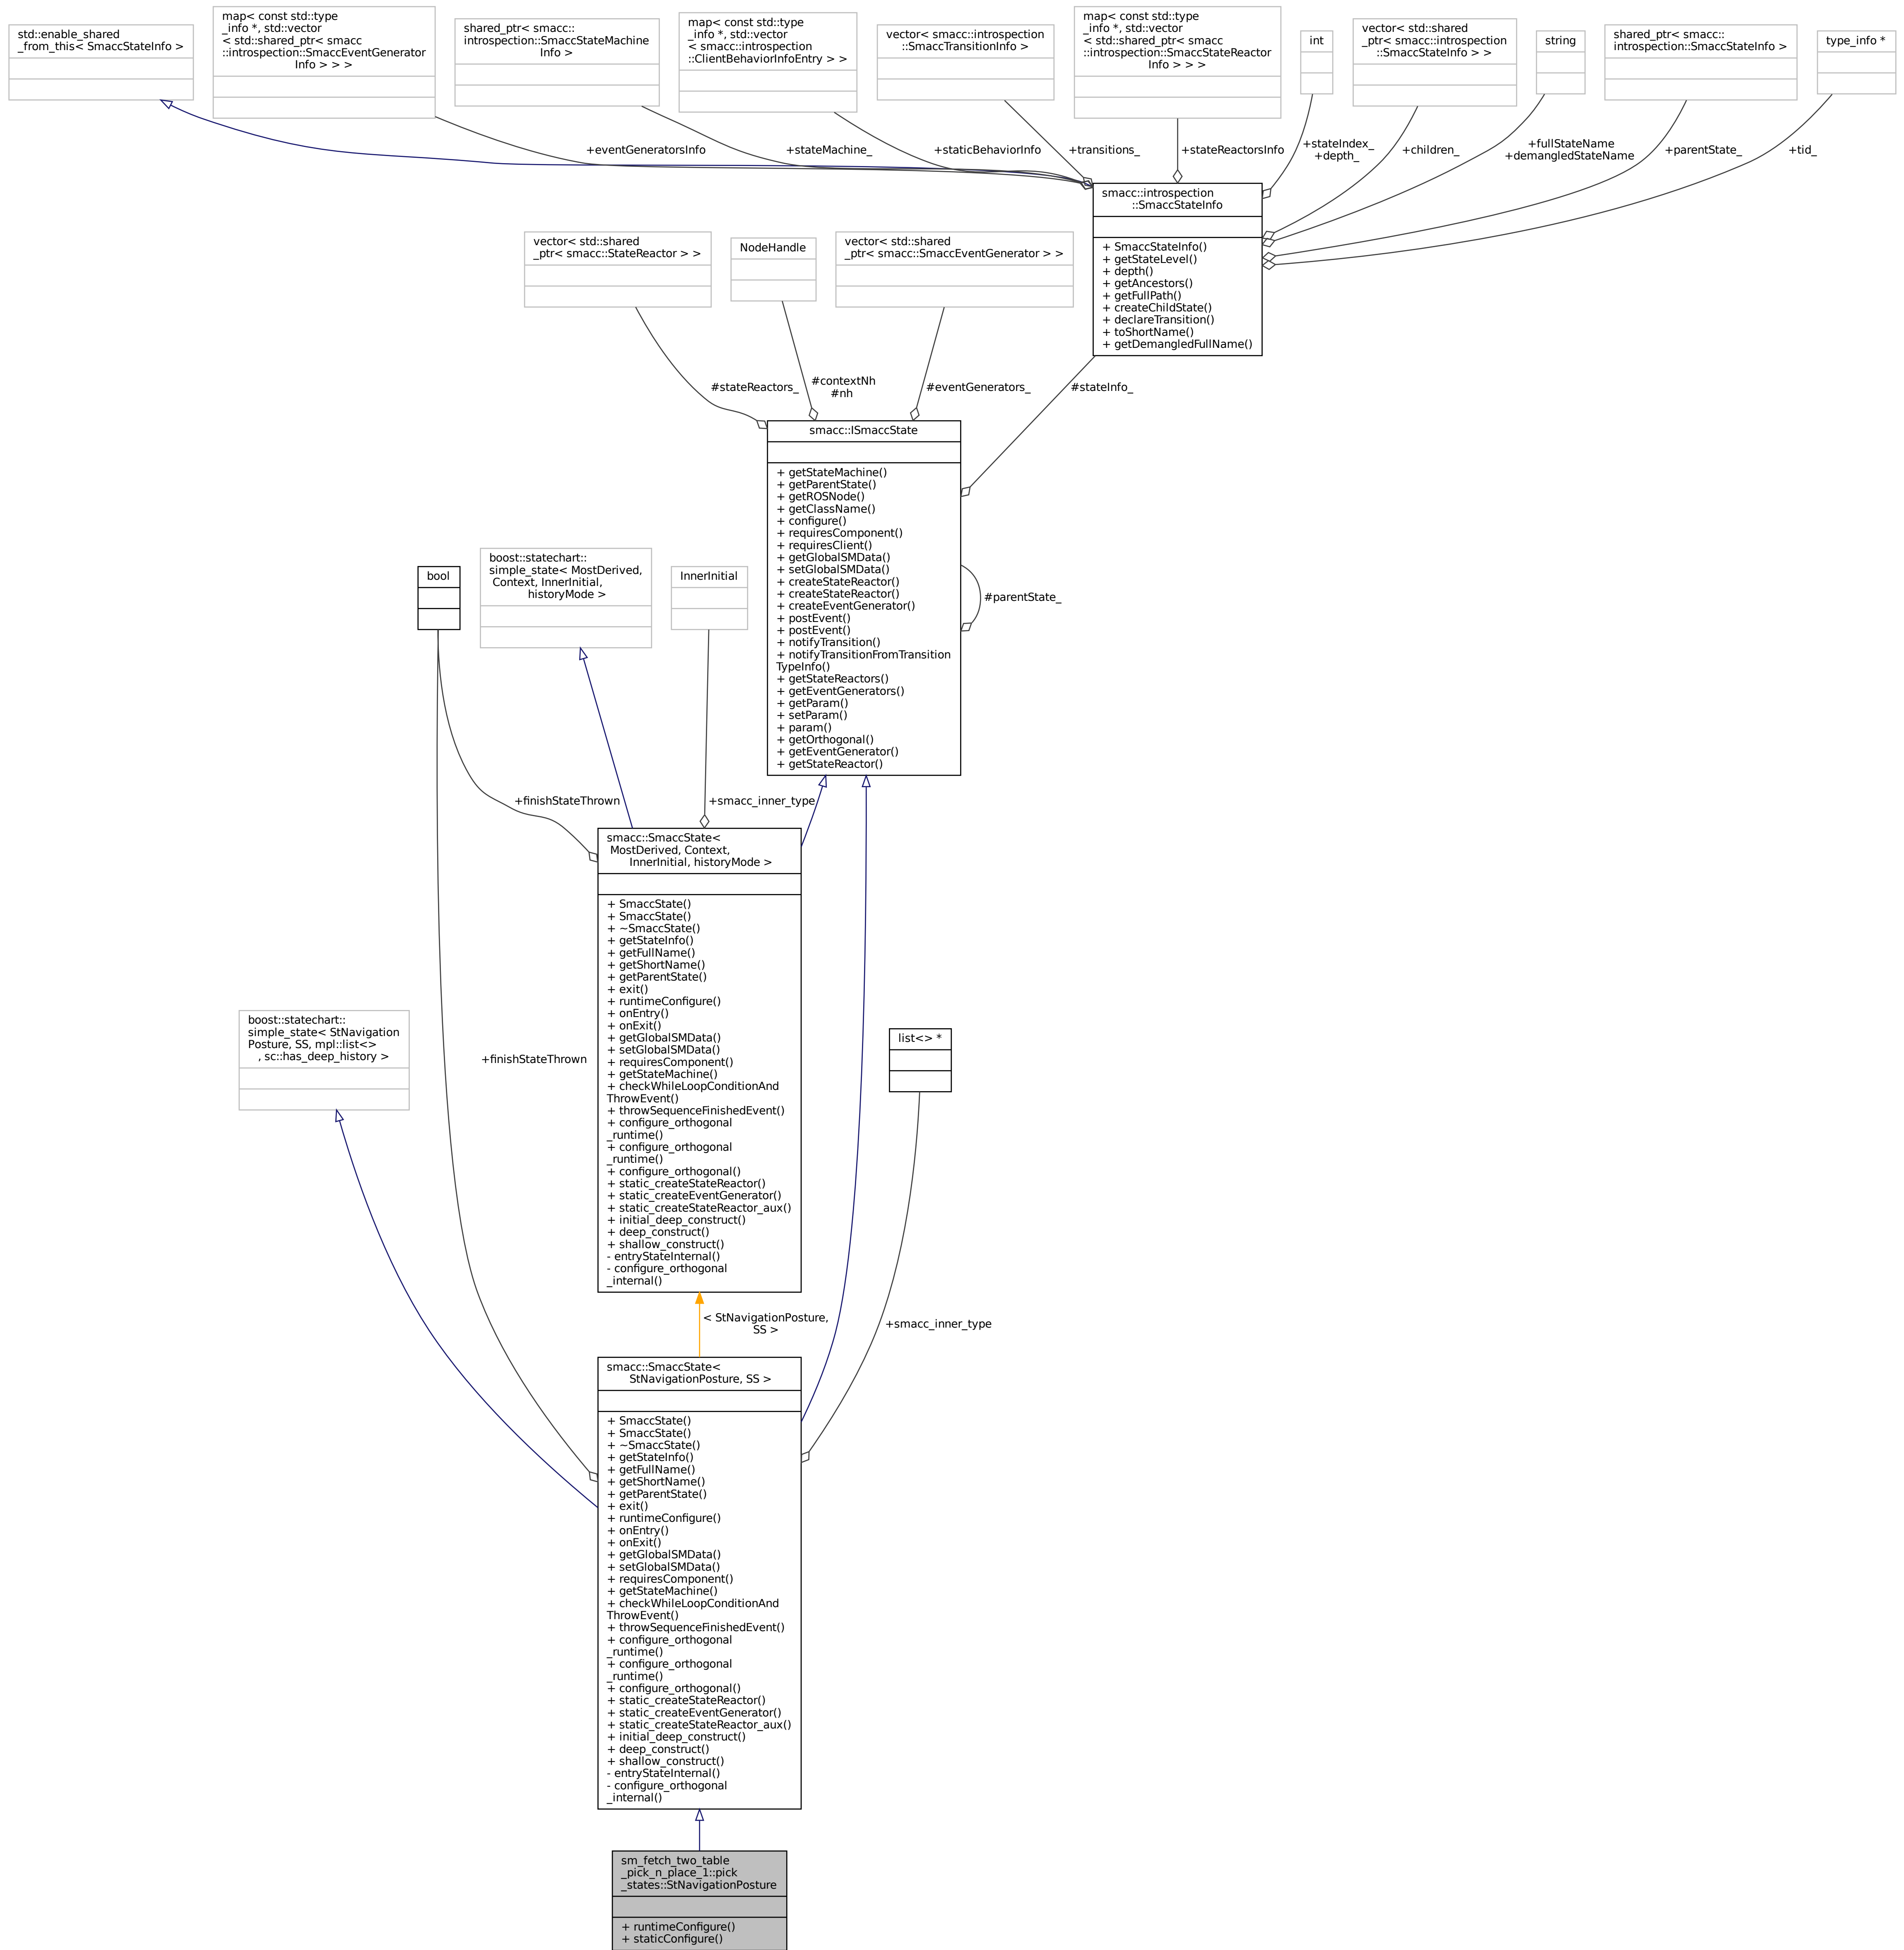 std::enable_shared
_from_this< SmaccStateInfo >
map< const std::type
_info *, std::vector
< std::shared_ptr< smacc
::introspection::SmaccEventGenerator
Info > > >
shared_ptr< smacc::
introspection::SmaccStateMachine
Info >
map< const std::type
_info *, std::vector
< smacc::introspection
::ClientBehaviorInfoEntry > >
vector< smacc::introspection
::SmaccTransitionInfo >
map< const std::type
_info *, std::vector
< std::shared_ptr< smacc
::introspection::SmaccStateReactor
Info > > >
int
vector< std::shared
_ptr< smacc::introspection
::SmaccStateInfo > >
string
shared_ptr< smacc::
introspection::SmaccStateInfo >
type_info *
+eventGeneratorsInfo
+stateMachine_
+staticBehaviorInfo
+transitions_
+stateReactorsInfo
+stateIndex_
+depth_
+children_
+fullStateName
+demangledStateName
+parentState_
+tid_
smacc::introspection
::SmaccStateInfo
+ SmaccStateInfo()
+ getStateLevel()
+ depth()
+ getAncestors()
+ getFullPath()
+ createChildState()
+ declareTransition()
+ toShortName()
+ getDemangledFullName()
vector< std::shared
_ptr< smacc::StateReactor > >
NodeHandle
vector< std::shared
_ptr< smacc::SmaccEventGenerator > >
#stateReactors_
#contextNh
#nh
#eventGenerators_
#stateInfo_
smacc::ISmaccState
+ getStateMachine()
+ getParentState()
+ getROSNode()
+ getClassName()
+ configure()
+ requiresComponent()
+ requiresClient()
+ getGlobalSMData()
+ setGlobalSMData()
+ createStateReactor()
+ createStateReactor()
+ createEventGenerator()
+ postEvent()
+ postEvent()
+ notifyTransition()
+ notifyTransitionFromTransition
TypeInfo()
+ getStateReactors()
+ getEventGenerators()
+ getParam()
+ setParam()
+ param()
+ getOrthogonal()
+ getEventGenerator()
+ getStateReactor()
#parentState_
bool
boost::statechart::
simple_state< MostDerived,
Context, InnerInitial,
historyMode >
InnerInitial
+finishStateThrown
+smacc_inner_type
smacc::SmaccState<
MostDerived, Context,
InnerInitial, historyMode >
+ SmaccState()
+ SmaccState()
+ ~SmaccState()
+ getStateInfo()
+ getFullName()
+ getShortName()
+ getParentState()
+ exit()
+ runtimeConfigure()
+ onEntry()
+ onExit()
+ getGlobalSMData()
+ setGlobalSMData()
+ requiresComponent()
+ getStateMachine()
+ checkWhileLoopConditionAnd
ThrowEvent()
+ throwSequenceFinishedEvent()
+ configure_orthogonal
_runtime()
+ configure_orthogonal
_runtime()
+ configure_orthogonal()
+ static_createStateReactor()
+ static_createEventGenerator()
+ static_createStateReactor_aux()
+ initial_deep_construct()
+ deep_construct()
+ shallow_construct()
- entryStateInternal()
- configure_orthogonal
_internal()
boost::statechart::
simple_state< StNavigation
Posture, SS, mpl::list<>
, sc::has_deep_history >
+finishStateThrown
list<> *
< StNavigationPosture,
SS >
+smacc_inner_type
smacc::SmaccState<
StNavigationPosture, SS >
+ SmaccState()
+ SmaccState()
+ ~SmaccState()
+ getStateInfo()
+ getFullName()
+ getShortName()
+ getParentState()
+ exit()
+ runtimeConfigure()
+ onEntry()
+ onExit()
+ getGlobalSMData()
+ setGlobalSMData()
+ requiresComponent()
+ getStateMachine()
+ checkWhileLoopConditionAnd
ThrowEvent()
+ throwSequenceFinishedEvent()
+ configure_orthogonal
_runtime()
+ configure_orthogonal
_runtime()
+ configure_orthogonal()
+ static_createStateReactor()
+ static_createEventGenerator()
+ static_createStateReactor_aux()
+ initial_deep_construct()
+ deep_construct()
+ shallow_construct()
- entryStateInternal()
- configure_orthogonal
_internal()
sm_fetch_two_table
_pick_n_place_1::pick
_states::StNavigationPosture
+ runtimeConfigure()
+ staticConfigure()